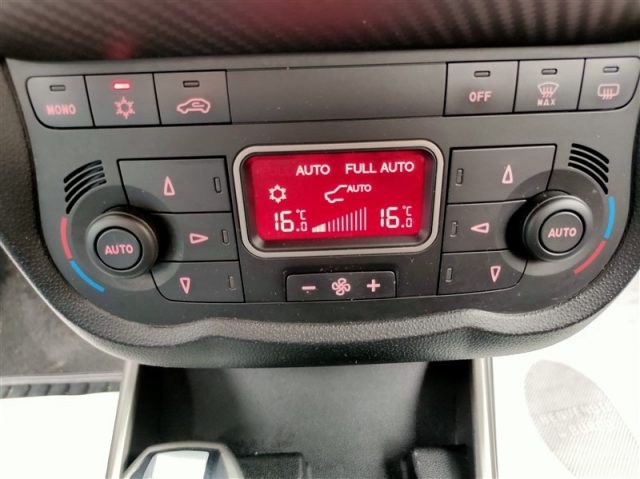 MONO
OFF
MAX
AUTO FULL AUTO
AUTO
16.0°C 16.0°C
AUTO
AUTO
- +